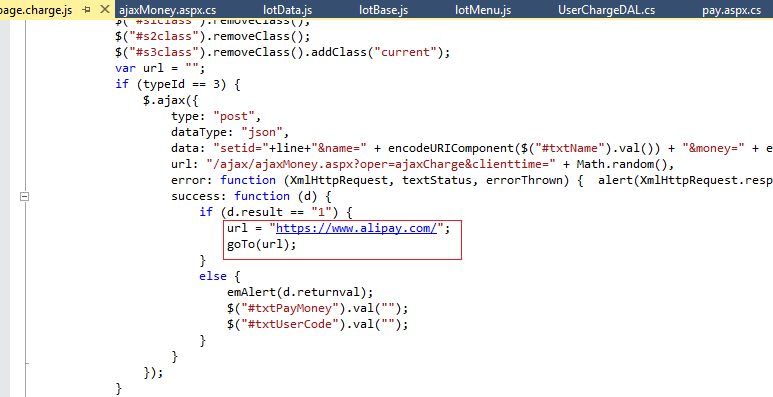 page.charge.js ajaxMoney.aspx.cs lotData.js lotBase.js lotMenu.js UserChargeDAL.cs pay.aspx.cs
$("#s1class").removeClass();
$("#s2class").removeClass();
$("#s3class").removeClass().addClass("current");
var url = "";
if (typeId == 3) {
$.ajax({
type: "post",
dataType: "json",
data: "setid="+line+"&name=" + encodeURIComponent($("#txtName").val()) + "&money=" + e
url: "/ajax/ajaxMoney.aspx?oper=ajaxCharge&clienttime=" + Math.random(),
error: function (XmlHttpRequest, textStatus, errorThrown) { alert(XmlHttpRequest.resp
success: function (d) {
if (d.result == "1") {
url = "https://www.alipay.com/";
goTo(url);
}
else {
emAlert(d.returnval);
$("#txtPayMoney").val("");
$("#txtUserCode").val("");
}
}
});
}